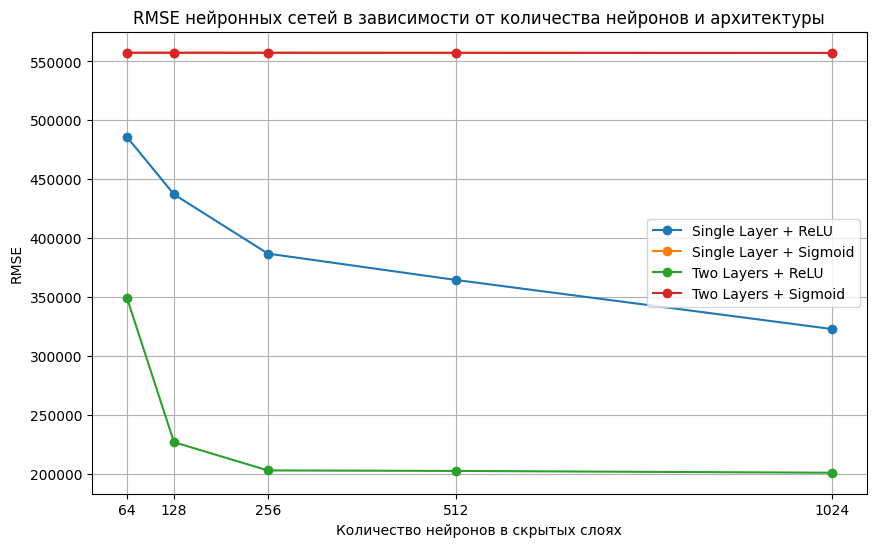 RMSE нейронных сетей в зависимости от количества нейронов и архитектуры
RMSE
550000
500000
450000
400000
350000
300000
250000
200000
Single Layer + ReLU
Single Layer + Sigmoid
Two Layers + ReLU
Two Layers + Sigmoid
64 128 256 512 1024
Количество нейронов в скрытых слоях